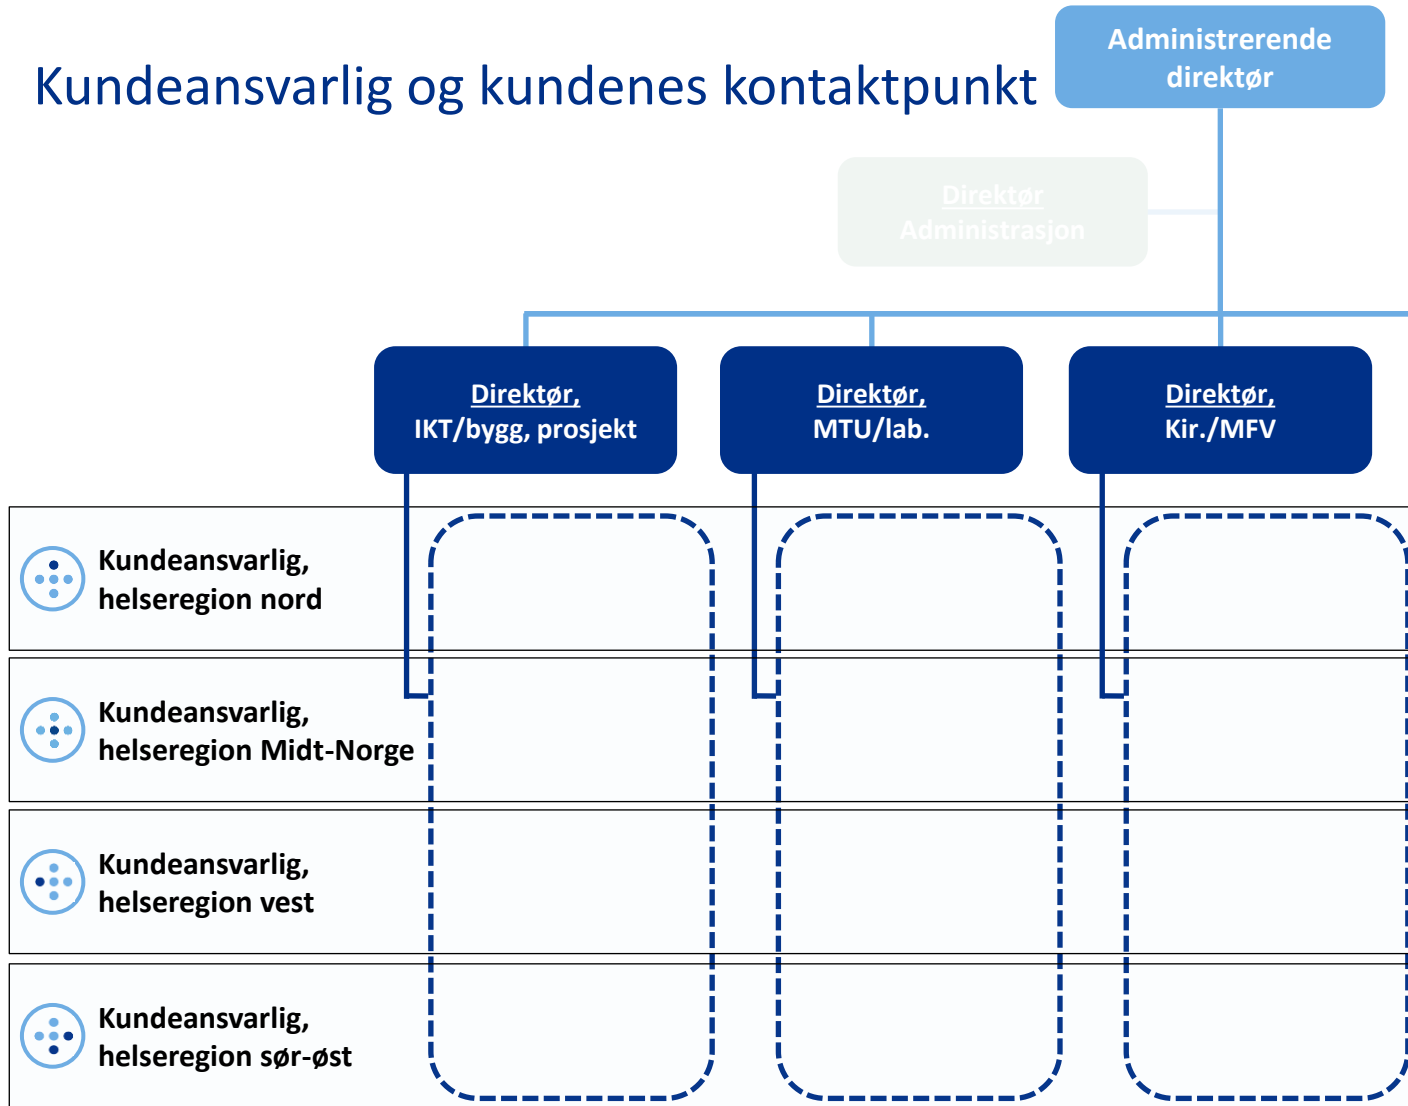 Kundeansvarlig og kundenes kontaktpunkt
Administrerende
direktør
Direktør
Administrasjon
Direktør,
IKT/bygg, prosjekt
Direktør,
MTU/lab.
Direktør,
Kir./MFV
Kundeansvarlig,
helseregion nord
Kundeansvarlig,
helseregion Midt-Norge
Kundeansvarlig,
helseregion vest
Kundeansvarlig,
helseregion sør-øst